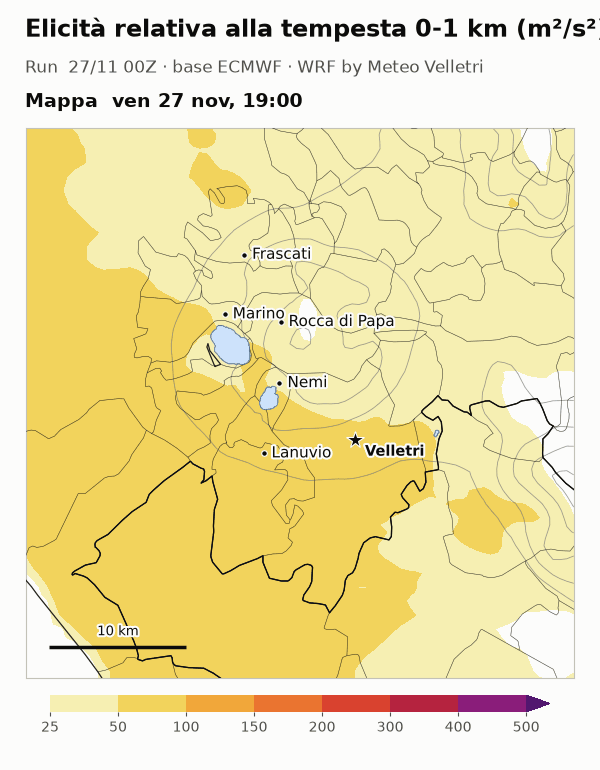 Elicità relativa alla tempesta 0-1 km (m²/s²)
Run  27/11 00Z · base ECMWF · WRF by Meteo Velletri
Mappa  ven 27 nov, 19:00
Frascati
Marino
Rocca di Papa
Nemi
Velletri
Lanuvio
10 km
25 50 100 150 200 300 400 500